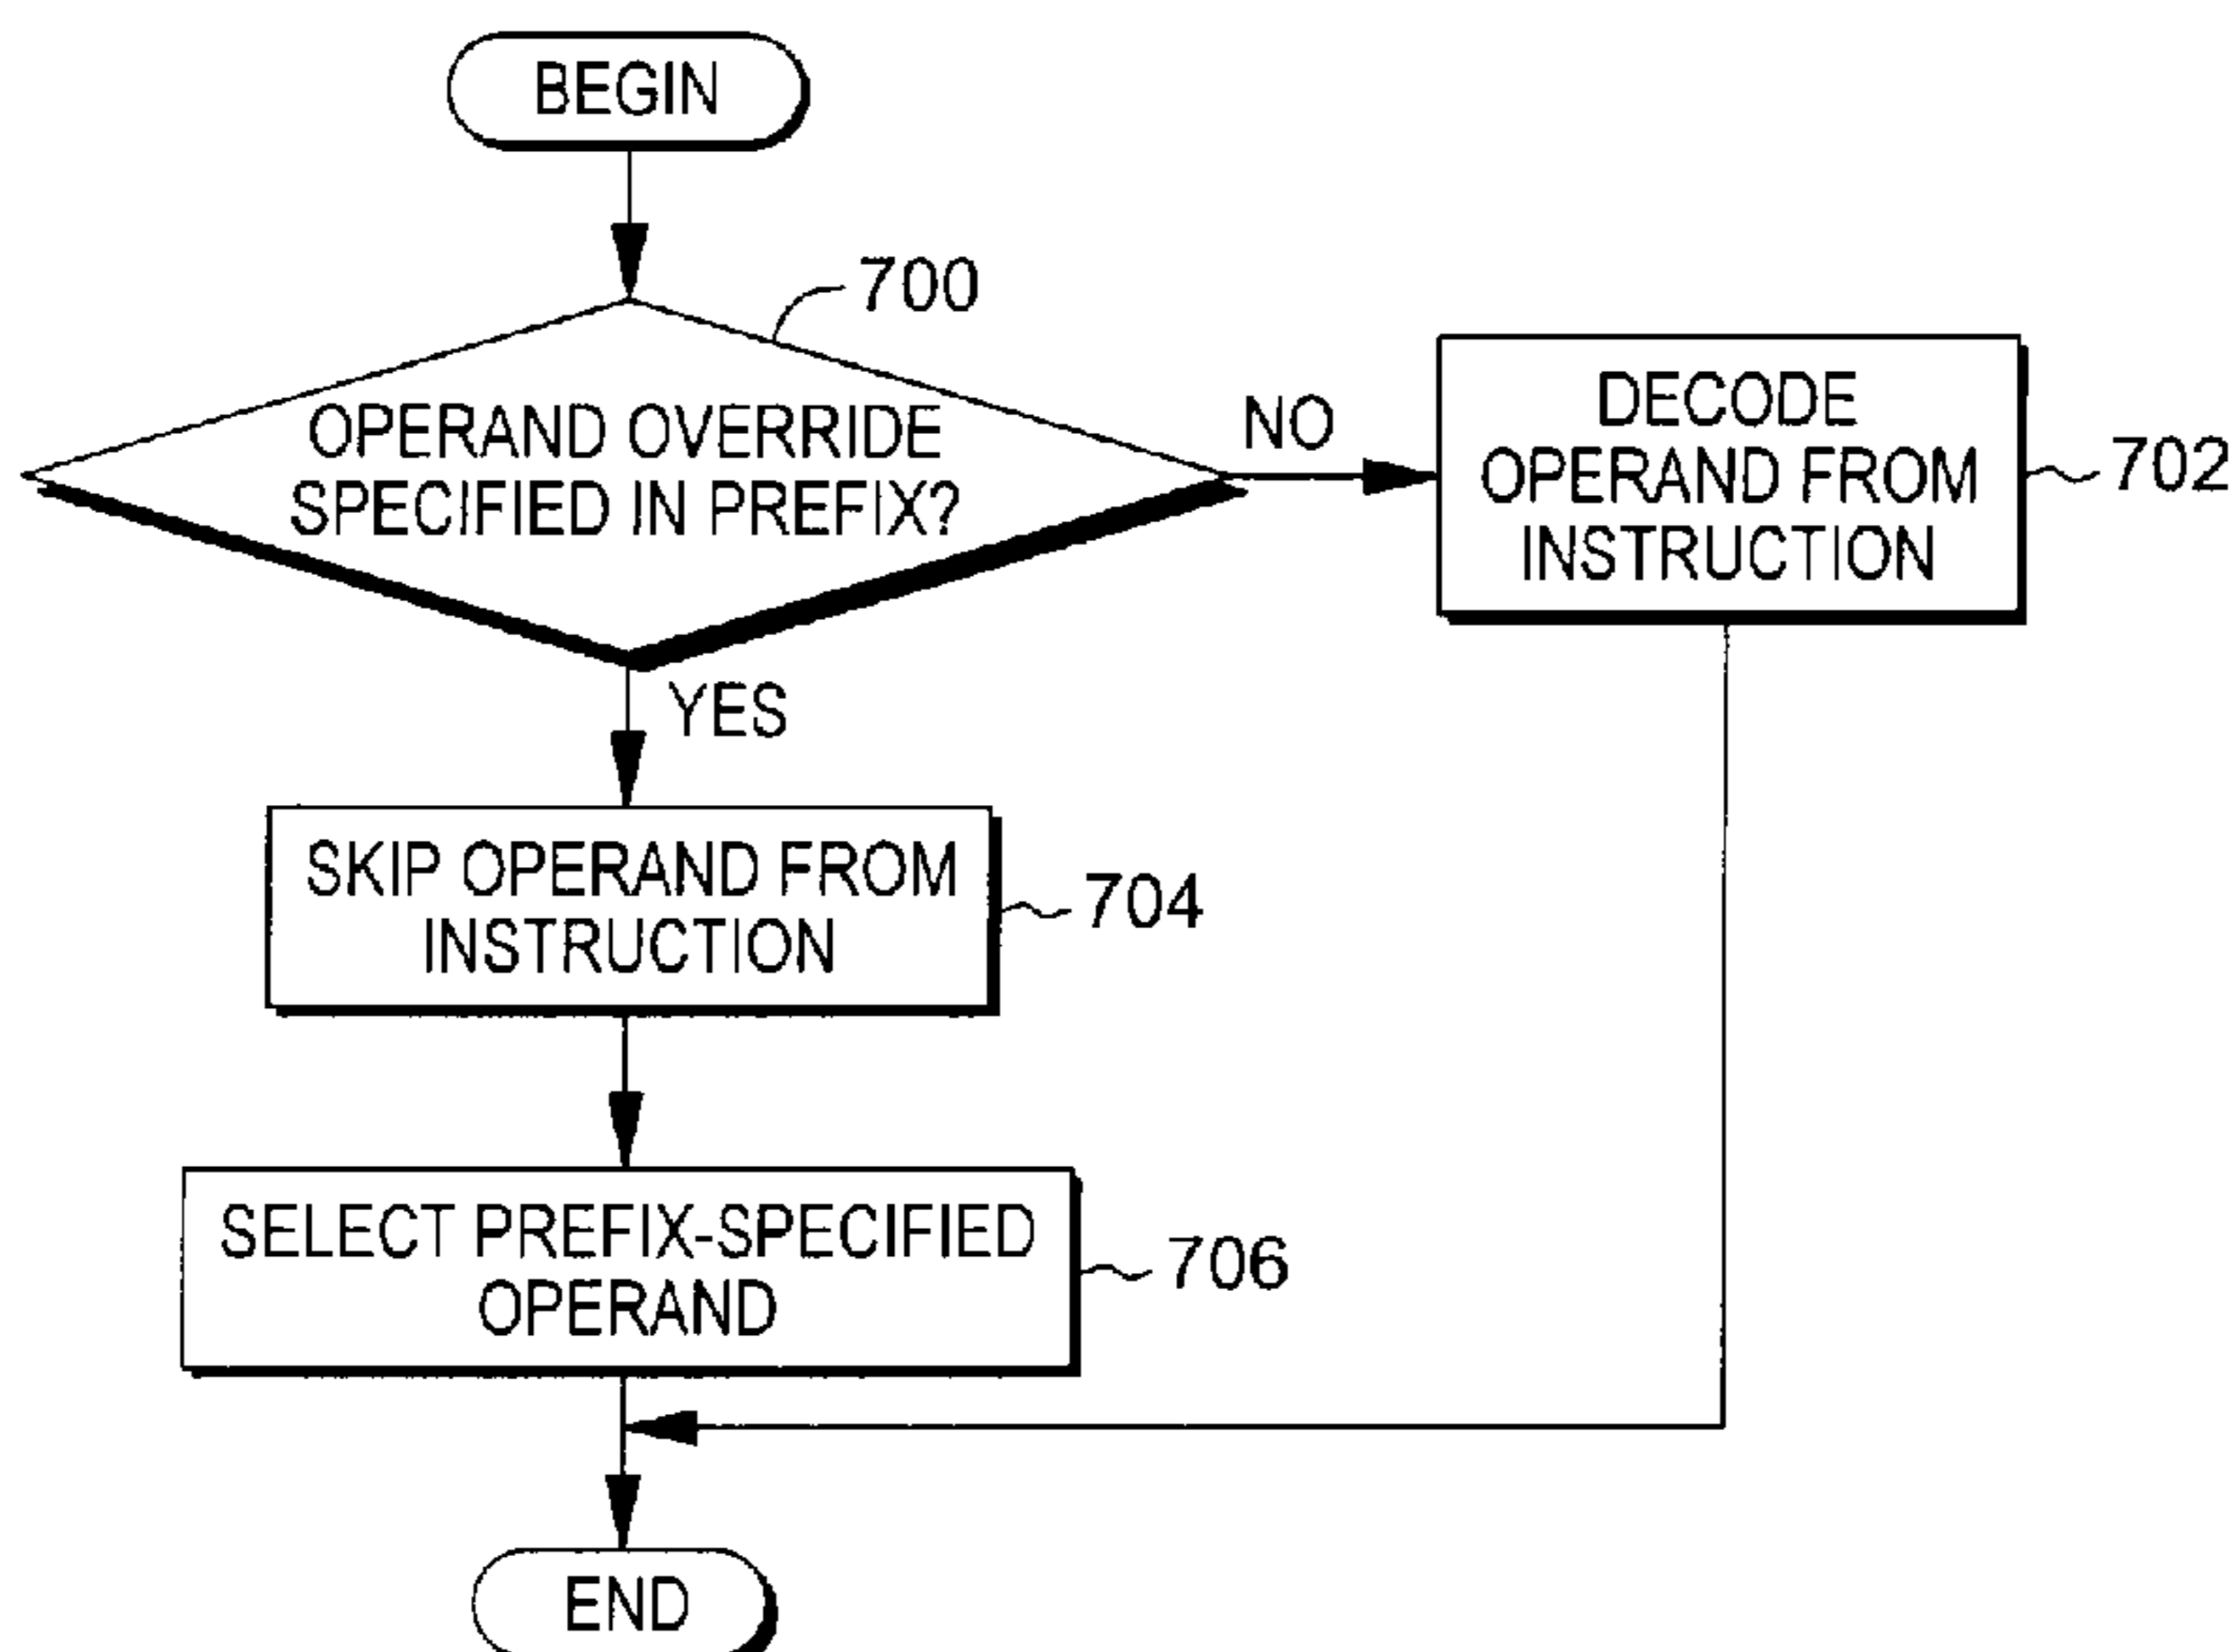 BEGIN
700
OPERAND OVERRIDE
SPECIFIED IN PREFIX?
NO
DECODE
OPERAND FROM
INSTRUCTION
702
YES
SKIP OPERAND FROM
INSTRUCTION
704
SELECT PREFIX-SPECIFIED
OPERAND
706
END